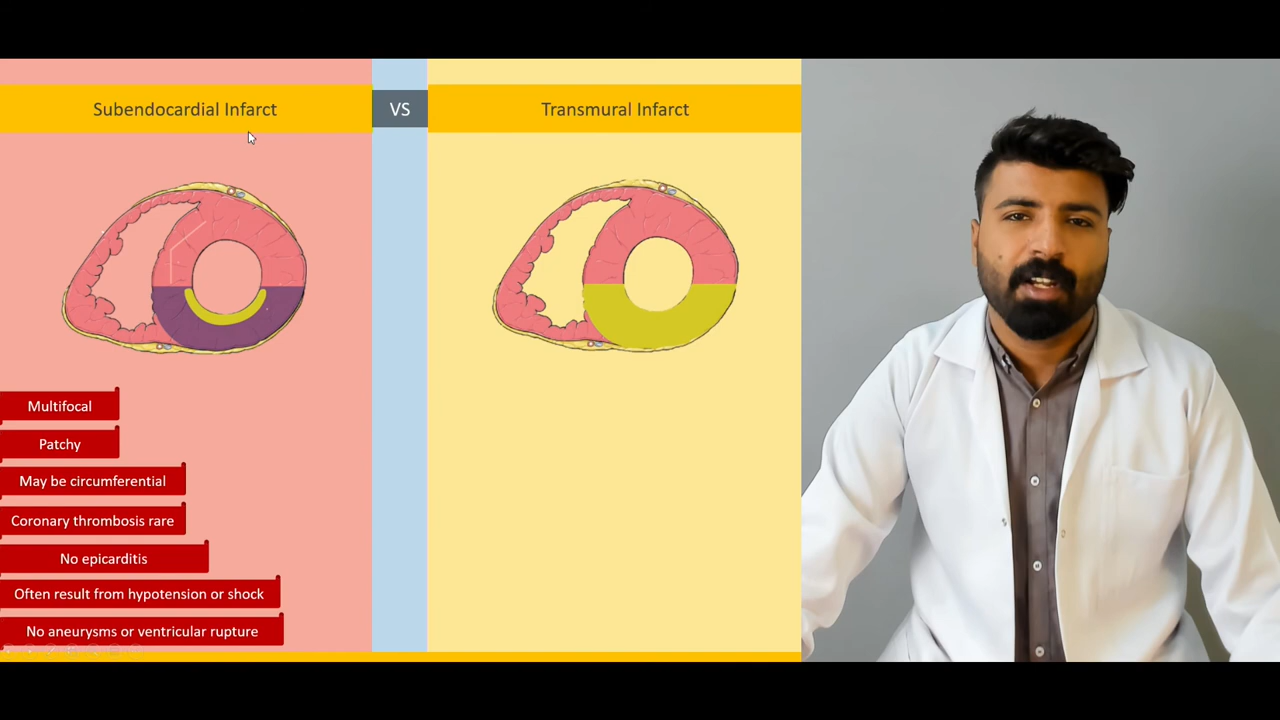 Subendocardial Infarct
VS
Transmural Infarct
Multifocal
Patchy
May be circumferential
Coronary thrombosis rare
No epicarditis
Often result from hypotension or shock
No aneurysms or ventricular rupture